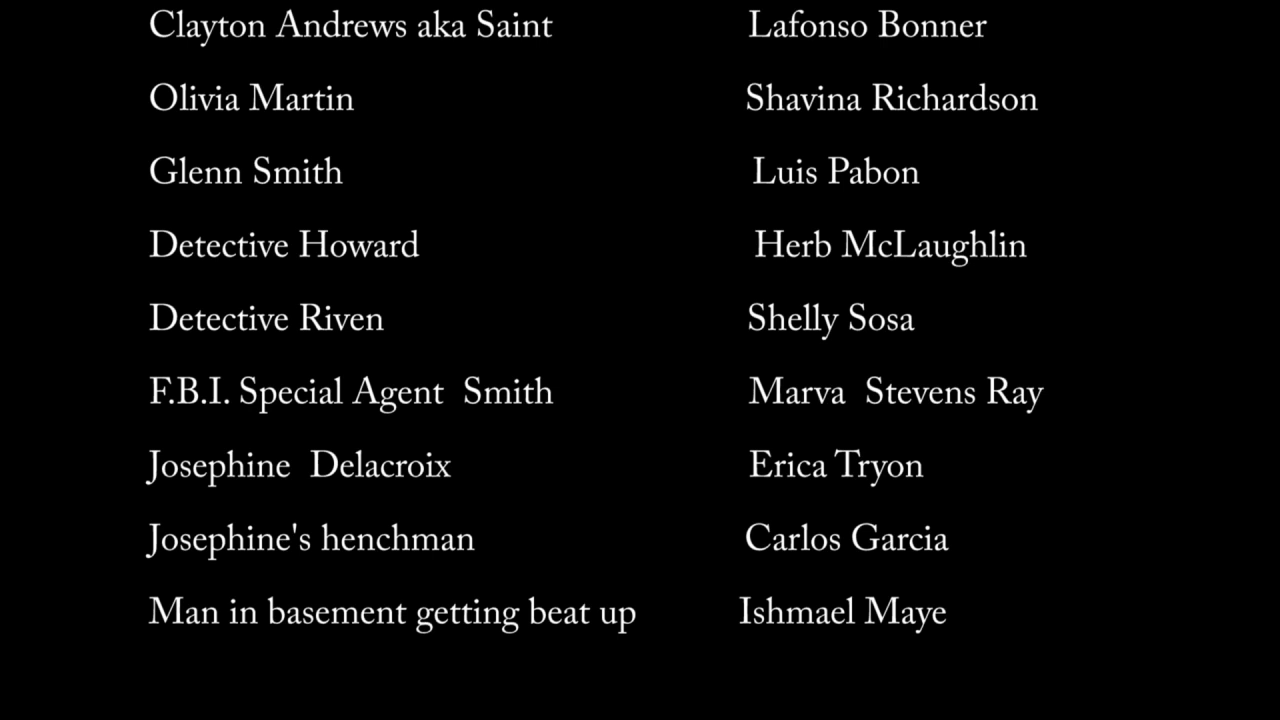 Clayton Andrews aka Saint Lafonso Bonner
Olivia Martin Shavina Richardson
Glenn Smith Luis Pabon
Detective Howard Herb McLaughlin
Detective Riven Shelly Sosa
F.B.I. Special Agent  Smith Marva  Stevens Ray
Josephine  Delacroix Erica Tryon
Josephine's henchman Carlos Garcia
Man in basement getting beat up Ishmael Maye